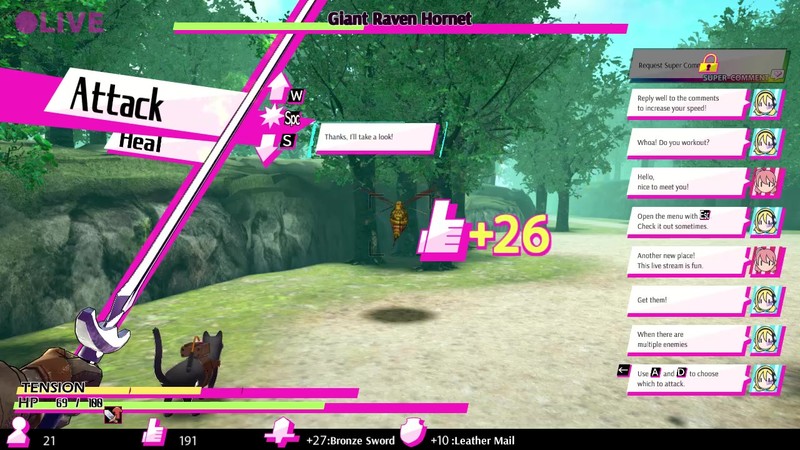 LIVE
Giant Raven Hornet
Attack
Heal
W
Spc
S
Thanks, I'll take a look!
+26
Request Super Com
SUPER-COMMENT
Reply well to the comments
to increase your speed!
Whoa! Do you workout?
Hello,
nice to meet you!
Open the menu with Esc
Check it out sometimes.
Another new place!
This live stream is fun.
Get them!
When there are
multiple enemies
Use A and D to choose
which to attack.
TENSION
HP 69 / 100
21
191
+27:Bronze Sword
+10 :Leather Mail